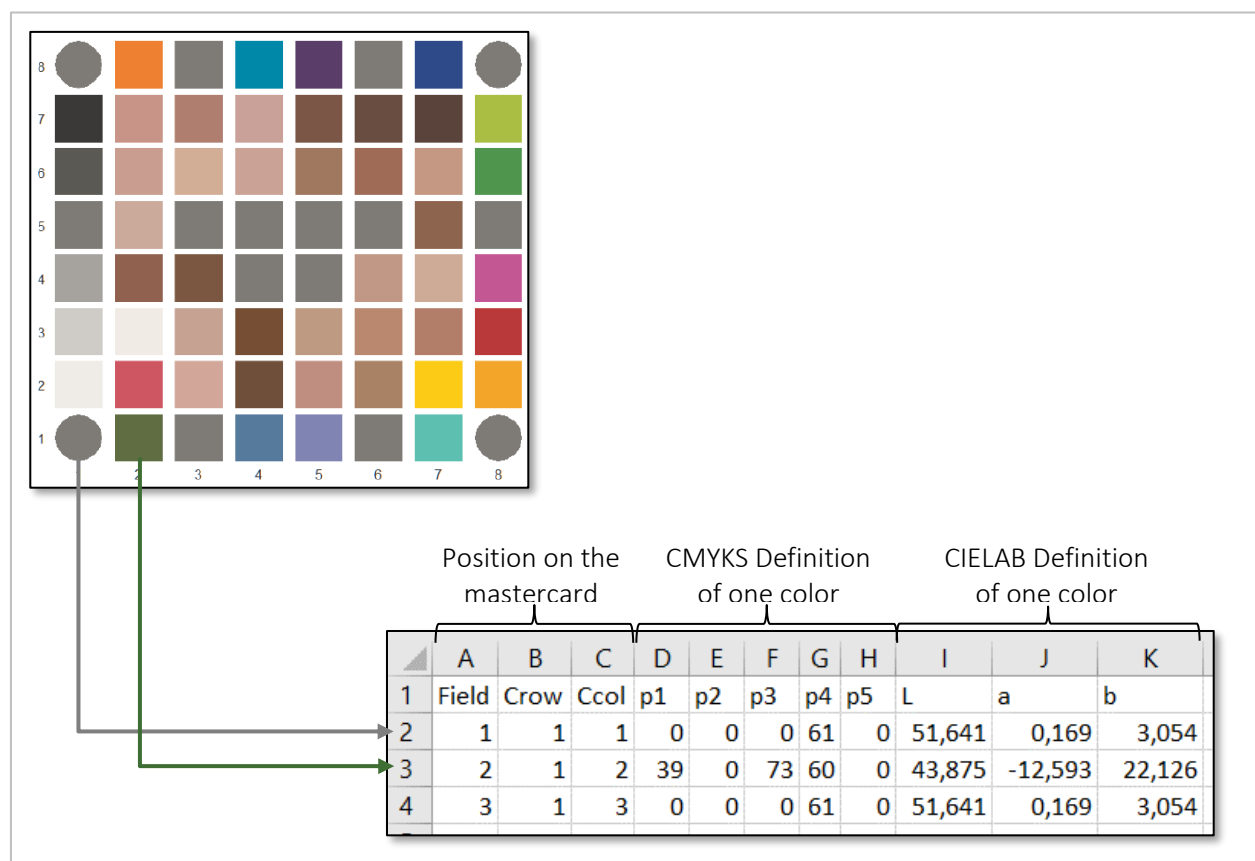 8
7
6
5
4
3
2
1
2 3 4 5 6 7 8
Position on the mastercard
CMYKS Definition of one color
CIELAB Definition of one color
A B C D E F G H I J K
1 Field Crow Ccol p1 p2 p3 p4 p5 L a b
2 1 1 1 0 0 0 61 0 51,641 0,169 3,054
3 2 1 2 39 0 73 60 0 43,875 -12,593 22,126
4 3 1 3 0 0 0 61 0 51,641 0,169 3,054